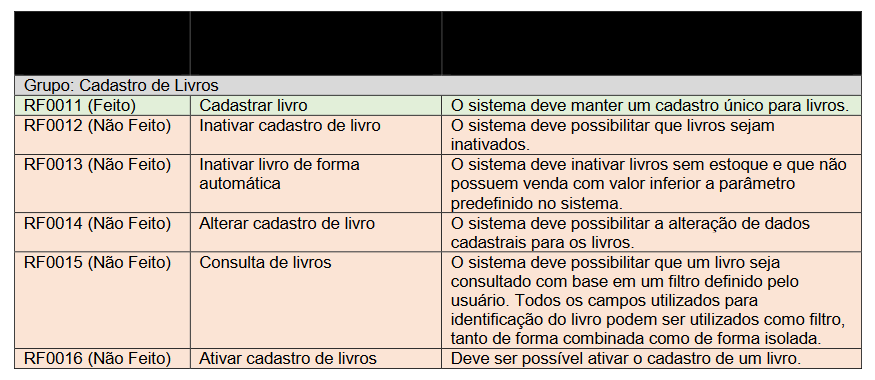 Grupo: Cadastro de Livros
RF0011 (Feito) Cadastrar livro O sistema deve manter um cadastro único para livros.
RF0012 (Não Feito) Inativar cadastro de livro O sistema deve possibilitar que livros sejam
inativados.
RF0013 (Não Feito) Inativar livro de forma O sistema deve inativar livros sem estoque e que não
automática possuem venda com valor inferior a parâmetro
predefinido no sistema.
RF0014 (Não Feito) Alterar cadastro de livro O sistema deve possibilitar a alteração de dados
cadastrais para os livros.
RF0015 (Não Feito) Consulta de livros O sistema deve possibilitar que um livro seja
consultado com base em um filtro definido pelo
usuário. Todos os campos utilizados para
identificação do livro podem ser utilizados como filtro,
tanto de forma combinada como de forma isolada.
RF0016 (Não Feito) Ativar cadastro de livros Deve ser possível ativar o cadastro de um livro.